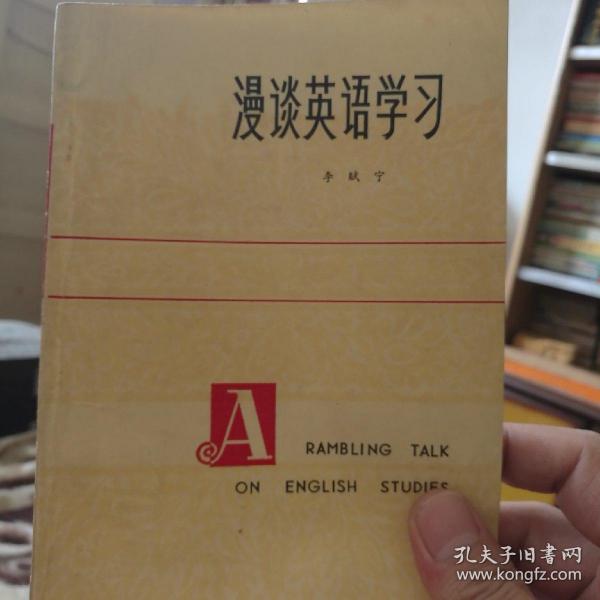 漫谈英语学习
李赋宁
A RAMBLING TALK
ON ENGLISH STUDIES
孔夫子旧书网
www.kongfz.com